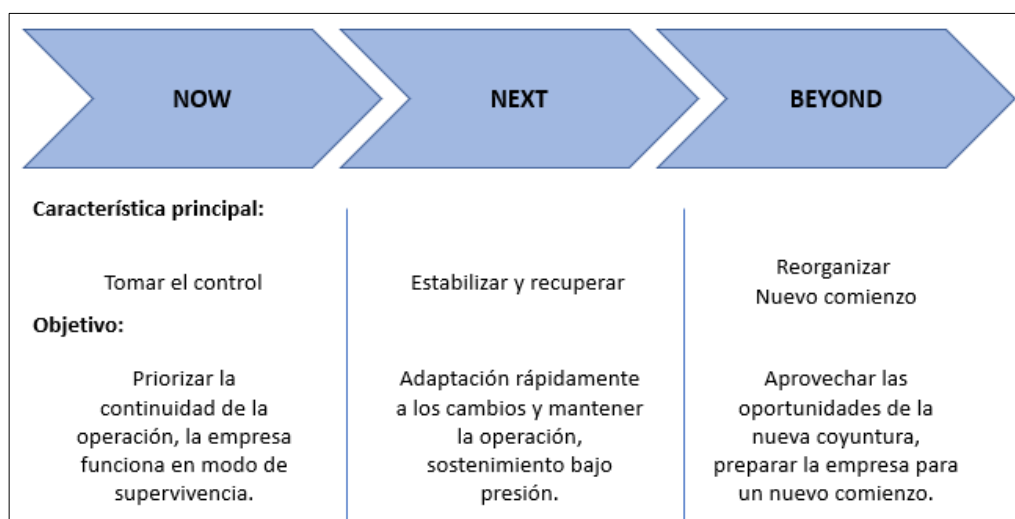 NOW
NEXT
BEYOND
Característica principal:
Tomar el control
Estabilizar y recuperar
Reorganizar
Nuevo comienzo
Objetivo:
Priorizar la
continuidad de la
operación, la empresa
funciona en modo de
supervivencia.
Adaptación rápidamente
a los cambios y mantener
la operación,
sostenimiento bajo
presión.
Aprovechar las
oportunidades de la
nueva coyuntura,
preparar la empresa para
un nuevo comienzo.